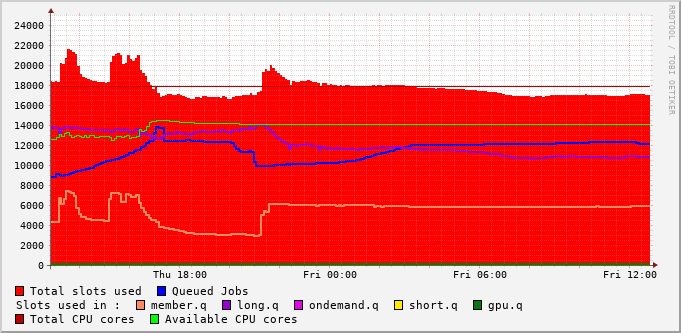 RRDTOOL / TOBI OETIKER
24000
22000
20000
18000
16000
14000
12000
10000
8000
6000
4000
2000
0
Thu 18:00 Fri 00:00 Fri 06:00 Fri 12:00
Total slots used Queued Jobs
Slots used in : member.q long.q ondemand.q short.q gpu.q
Total CPU cores Available CPU cores